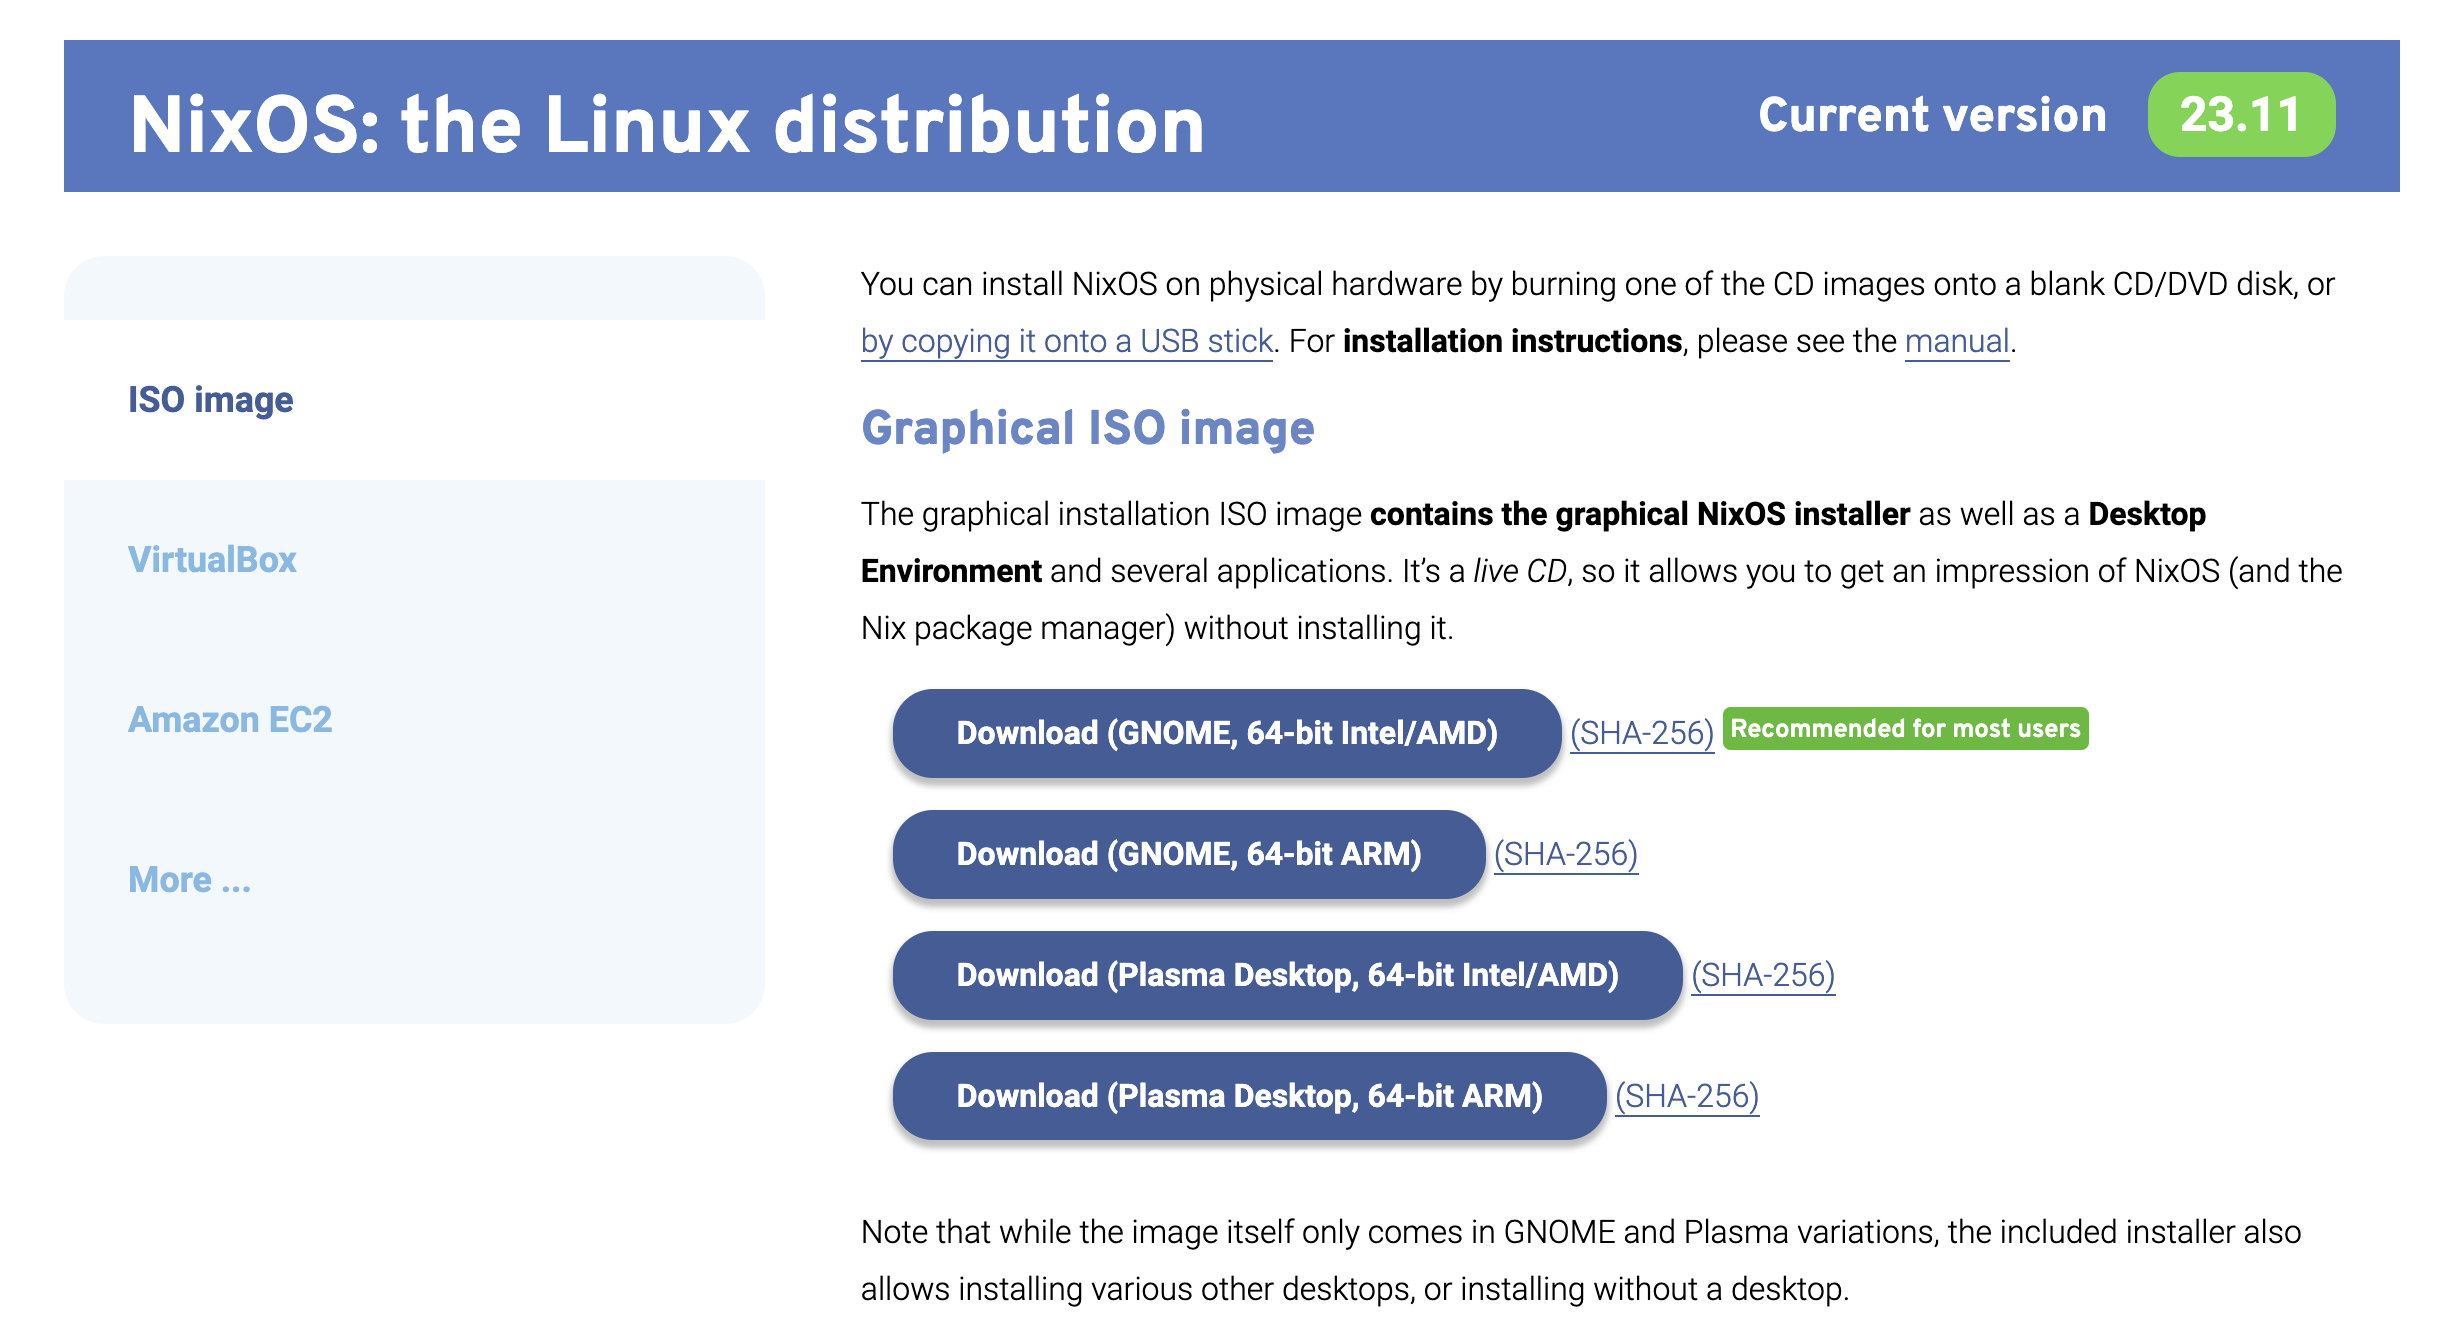 NixOS: the Linux distribution
Current version 23.11
ISO image
VirtualBox
Amazon EC2
More ...
You can install NixOS on physical hardware by burning one of the CD images onto a blank CD/DVD disk, or
by copying it onto a USB stick. For installation instructions, please see the manual.
Graphical ISO image
The graphical installation ISO image contains the graphical NixOS installer as well as a Desktop
Environment and several applications. It’s a live CD, so it allows you to get an impression of NixOS (and the
Nix package manager) without installing it.
Download (GNOME, 64-bit Intel/AMD) (SHA-256) Recommended for most users
Download (GNOME, 64-bit ARM) (SHA-256)
Download (Plasma Desktop, 64-bit Intel/AMD) (SHA-256)
Download (Plasma Desktop, 64-bit ARM) (SHA-256)
Note that while the image itself only comes in GNOME and Plasma variations, the included installer also
allows installing various other desktops, or installing without a desktop.